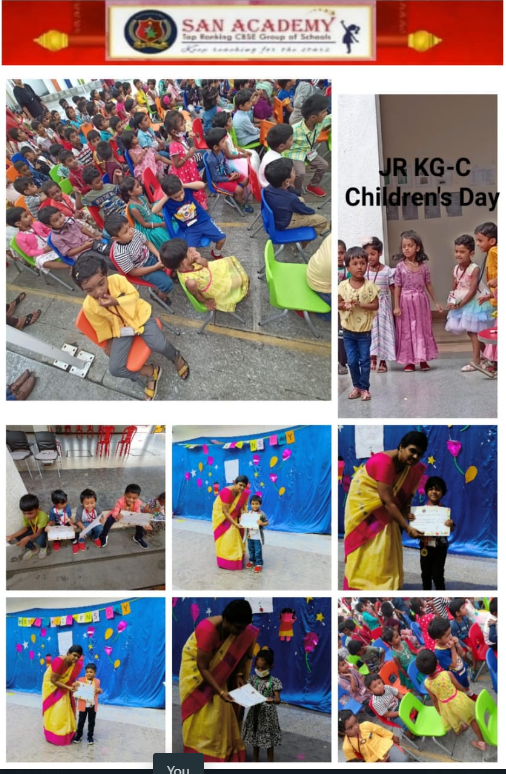 SAN ACADEMY
Top Ranking CBSE Group of Schools
Keep reaching for the stars
JR KG-C
Children's Day
You